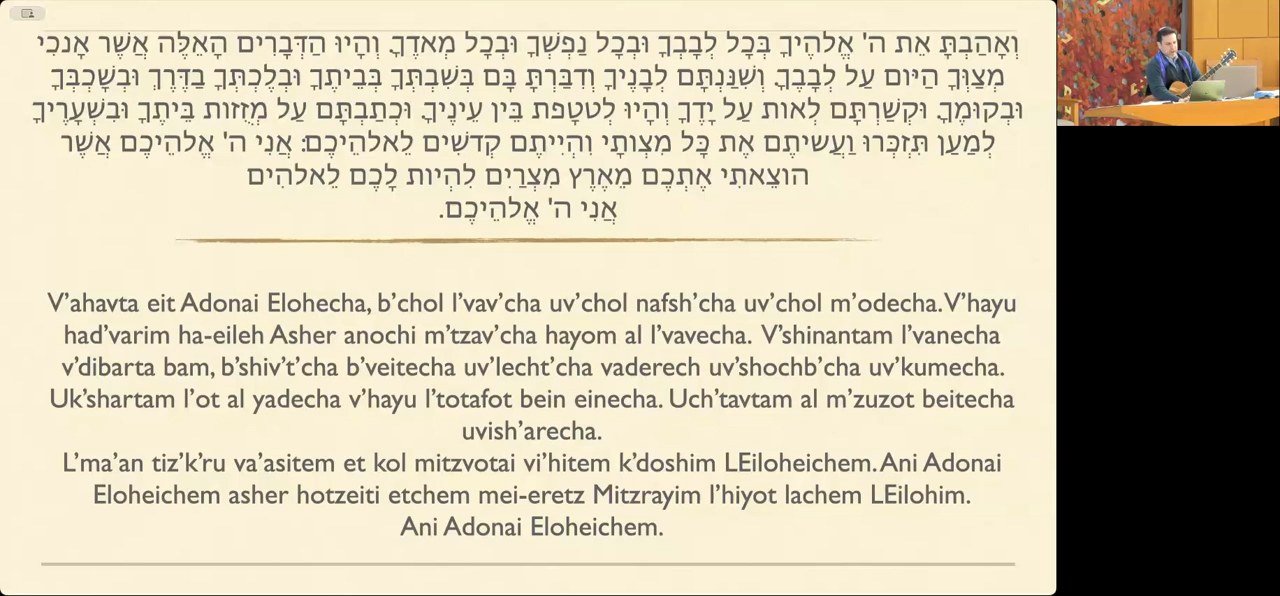 וְאָהַבְתָּ אֵת ה' אֱלֹהֶיךָ בְּכָל לְבָבְךָ וּבְכָל נַפְשְׁךָ וּבְכָל מְאֹדֶךָ וְהָיוּ הַדְּבָרִים הָאֵלֶּה אֲשֶׁר אָנֹכִי
מְצַוְּךָ הַיּוֹם עַל לְבָבֶךָ וְשִׁנַּנְתָּם לְבָנֶיךָ וְדִבַּרְתָּ בָּם בְּשִׁבְתְּךָ בְּבֵיתֶךָ וּבְלֶכְתְּךָ בַדֶּרֶךְ וּבְשָׁכְבְּךָ
וּבְקוּמֶךָ וּקְשַׁרְתָּם לְאוֹת עַל יָדֶךָ וְהָיוּ לְטֹטָפֹת בֵּין עֵינֶיךָ וּכְתַבְתָּם עַל מְזֻזוֹת בֵּיתֶךָ וּבִשְׁעָרֶיךָ
לְמַעַן תִּזְכְּרוּ וַעֲשִׂיתֶם אֶת כָּל מִצְוֹתָי וִהְיִיתֶם קְדֹשִׁים לֵאלֹהֵיכֶם: אֲנִי ה' אֱלֹהֵיכֶם אֲשֶׁר
הוֹצֵאתִי אֶתְכֶם מֵאֶרֶץ מִצְרַיִם לִהְיוֹת לָכֶם לֵאלֹהִים
אֲנִי ה' אֱלֹהֵיכֶם.
V'ahavta eit Adonai Elohecha, b'chol l'vav'cha uv'chol nafsh'cha uv'chol m'odecha. V'hayu
had'varim ha-eileh Asher anochi m'tzav'cha hayom al l'vavecha. V'shinantam l'vanecha
v'dibarta bam, b'shiv't'cha b'veitecha uv'lecht'cha vaderech uv'shochb'cha uv'kumecha.
Uk'shartam l'ot al yadecha v'hayu l'totafot bein einecha. Uch'tavtam al m'zuzot beitecha
uvish'arecha.
L'ma'an tiz'k'ru va'asitem et kol mitzvotai vi'hitem k'doshim LEiloheichem. Ani Adonai
Eloheichem asher hotzeiti etchem mei-eretz Mitzrayim l'hiyot lachem LEilohim.
Ani Adonai Eloheichem.